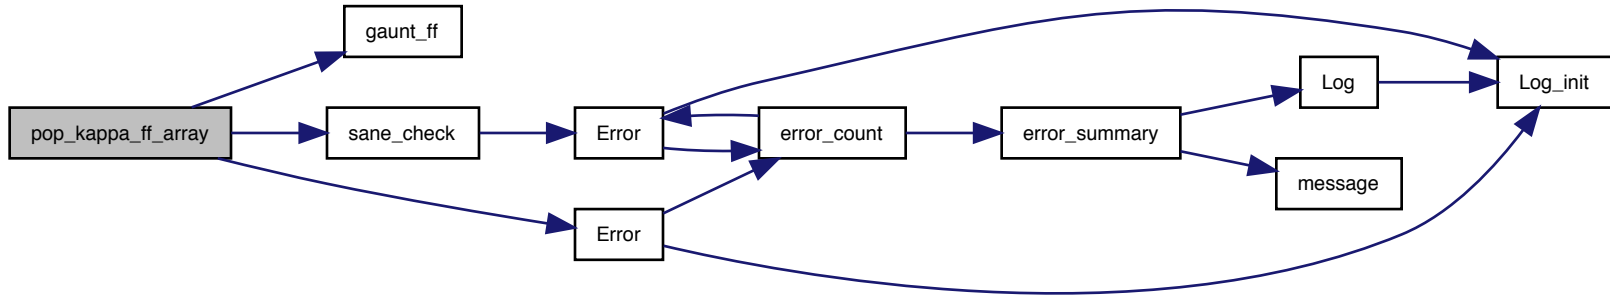 gaunt_ff
pop_kappa_ff_array
sane_check
Error
error_count
error_summary
Log
Log_init
message
Error